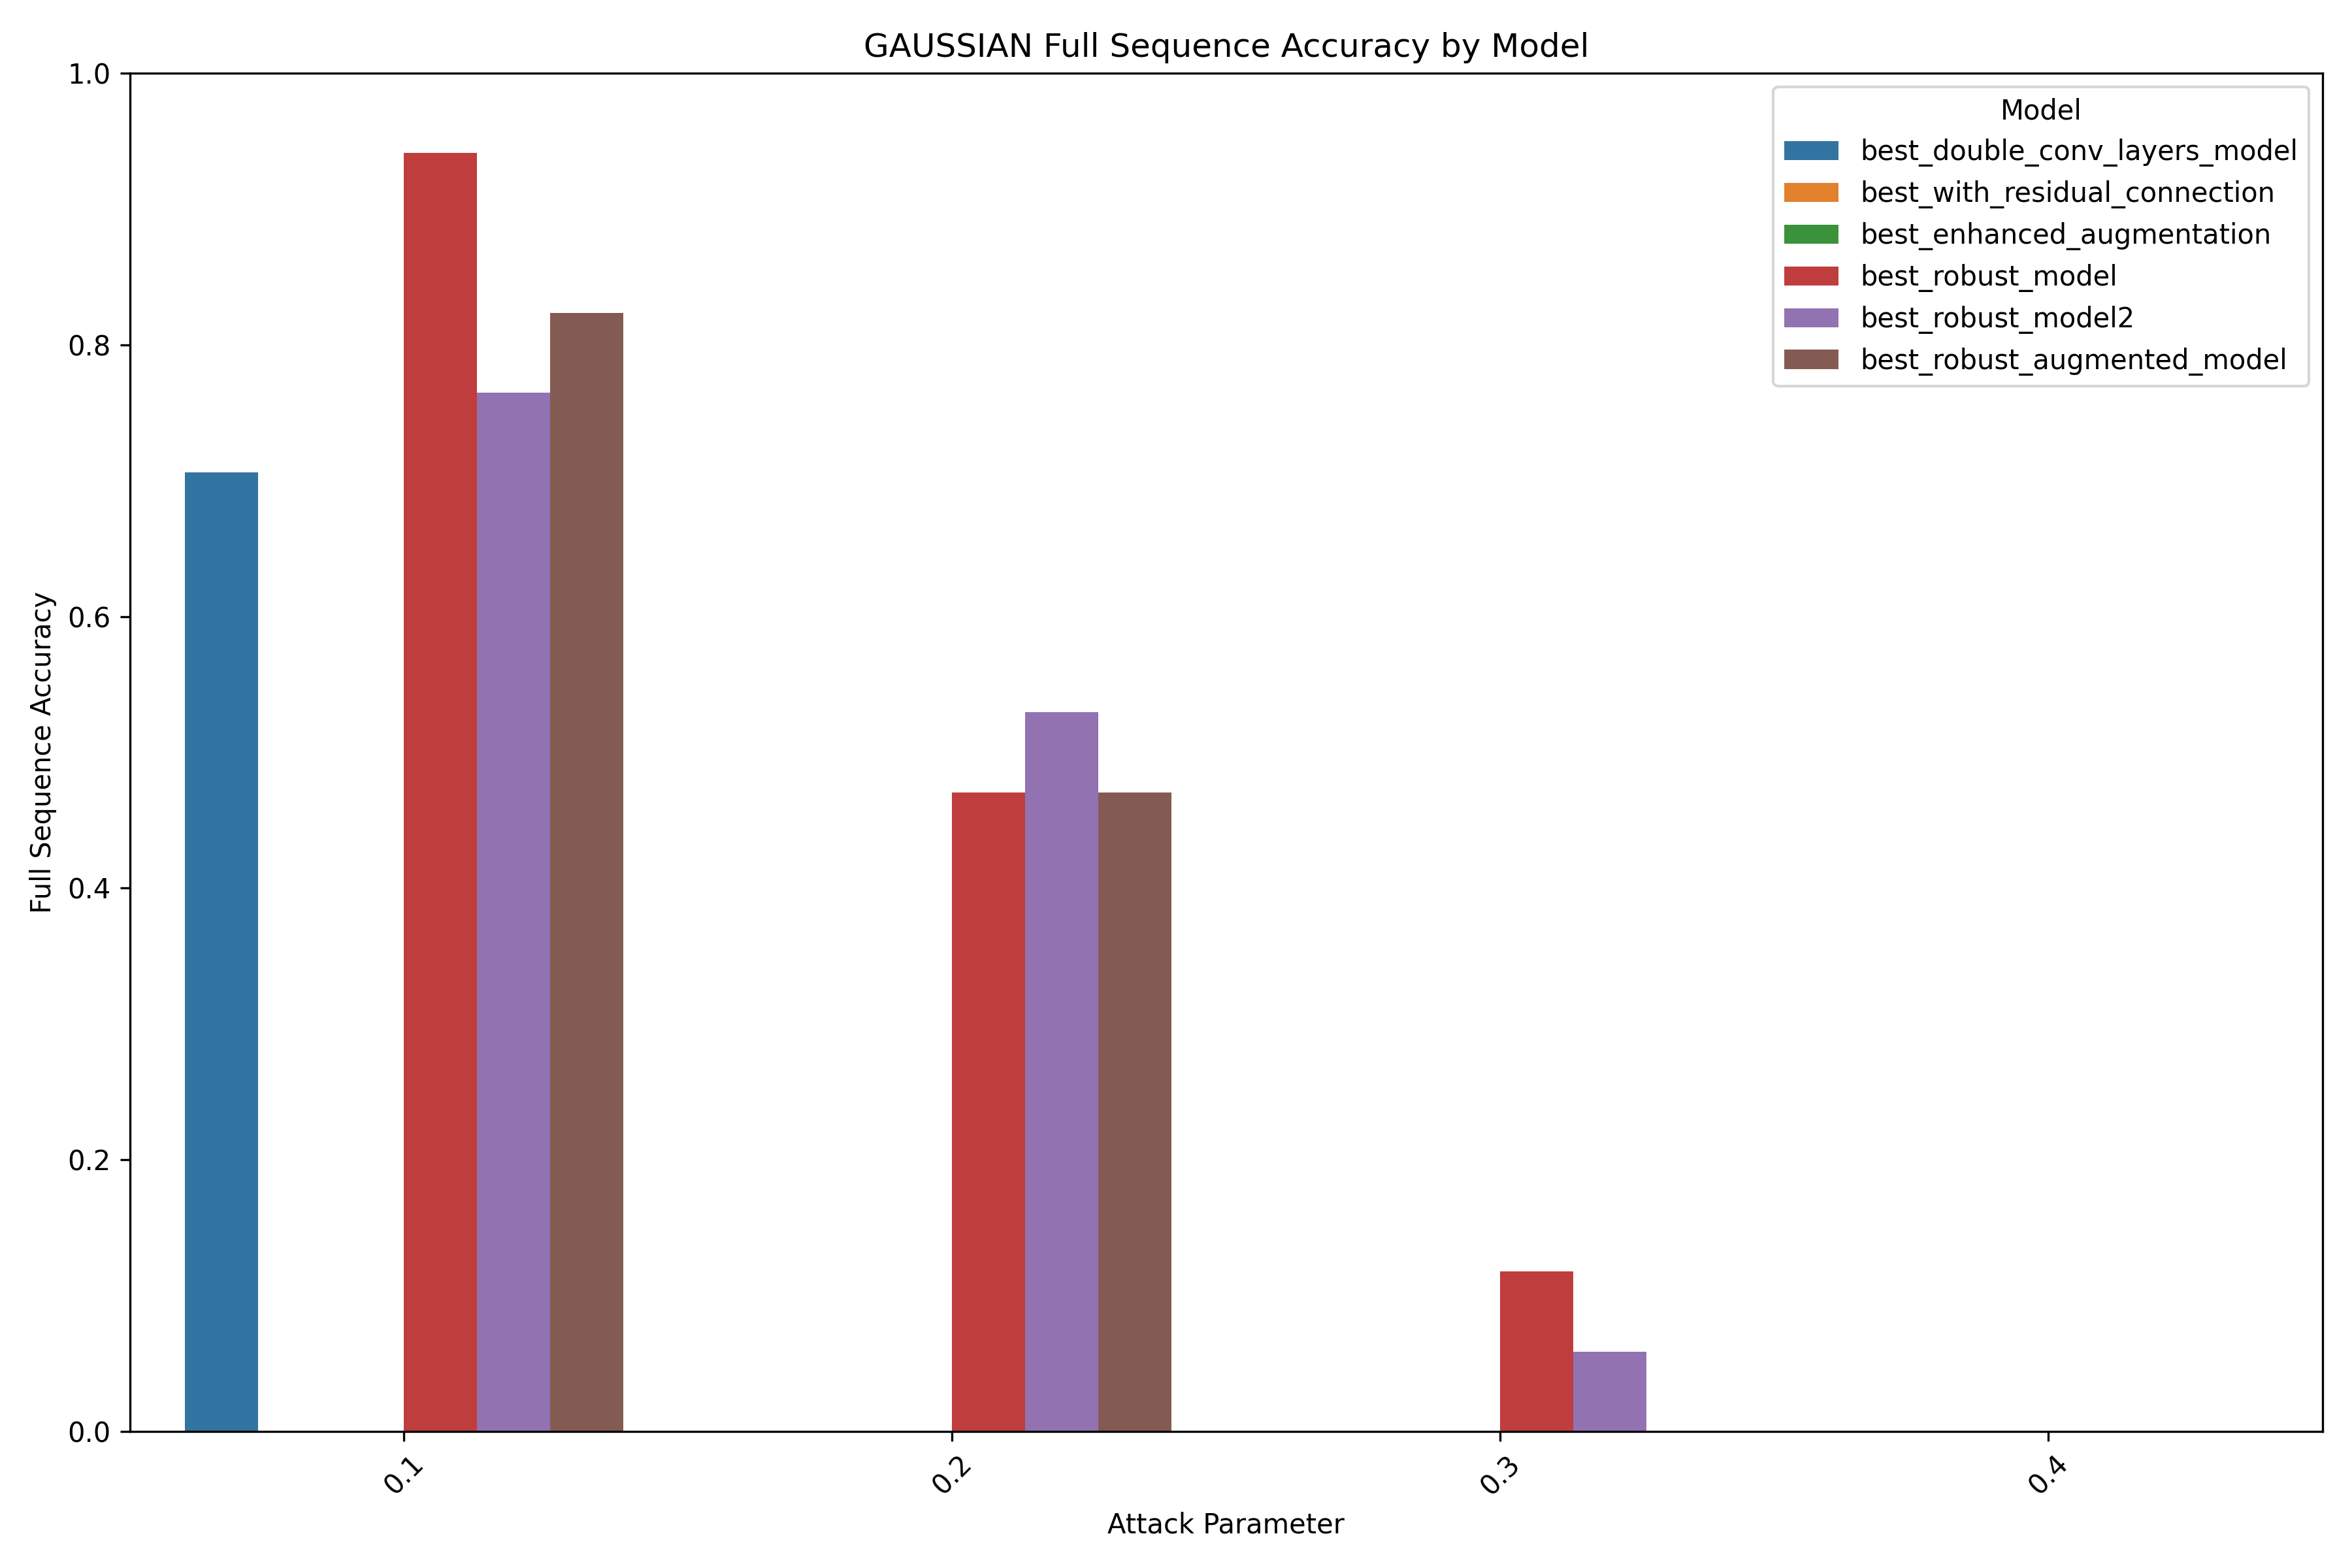 GAUSSIAN Full Sequence Accuracy by Model
Model
best_double_conv_layers_model
best_with_residual_connection
best_enhanced_augmentation
best_robust_model
best_robust_model2
best_robust_augmented_model
Full Sequence Accuracy
1.0
0.8
0.6
0.4
0.2
0.0
0.1
0.2
0.3
0.4
Attack Parameter